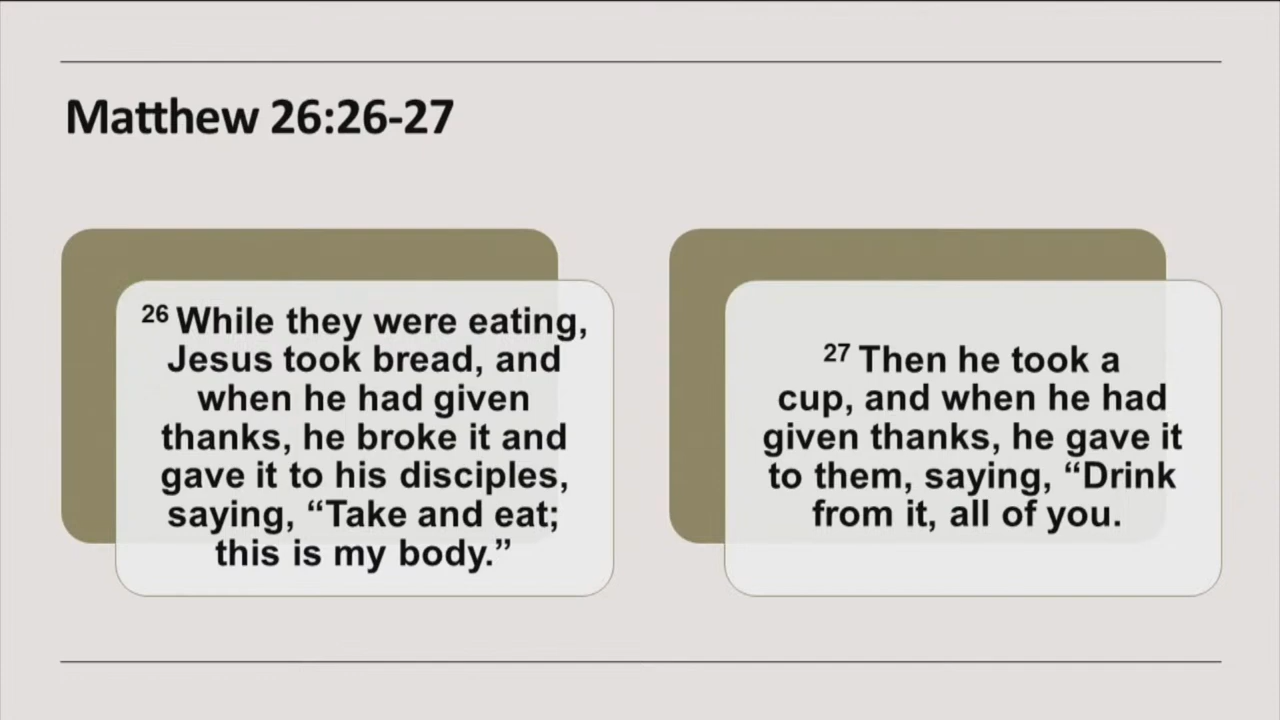 Matthew 26:26-27
26 While they were eating,
Jesus took bread, and
when he had given
thanks, he broke it and
gave it to his disciples,
saying, “Take and eat;
this is my body.”
27 Then he took a
cup, and when he had
given thanks, he gave it
to them, saying, “Drink
from it, all of you.